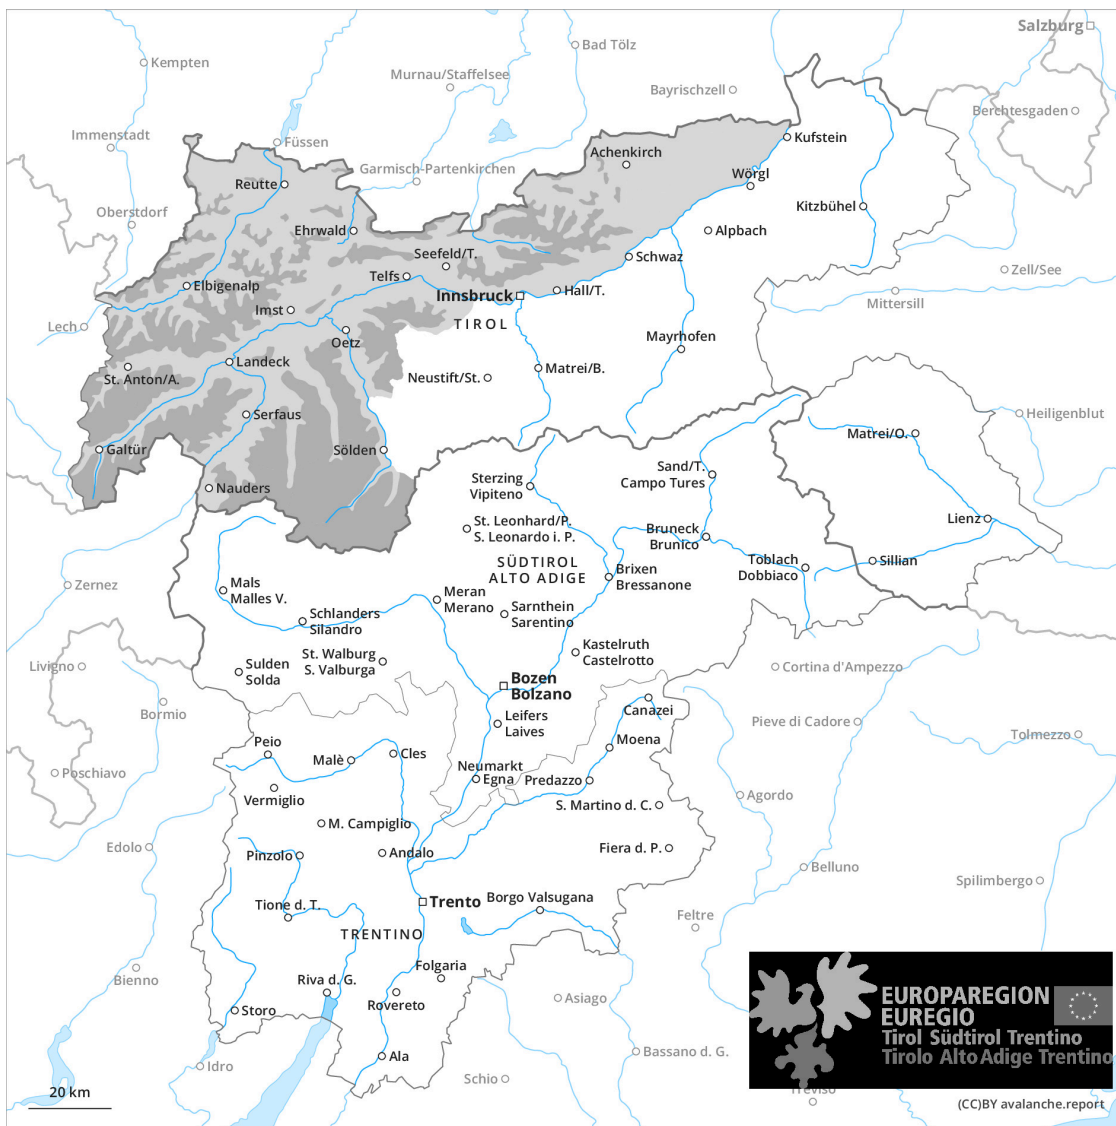 Salzburg
Bad Tölz
Kempten
Murnau/Staffelsee
Bayrischzell
Berchtesgaden
Immenstadt
Füssen
Kufstein
Achenkirch
Garmisch-Partenkirchen
Wörgl
Reutte
Oberstdorf
Kitzbühel
Ehrwald
Alpbach
Seefeld/T.
Schwaz
Zell/See
Telfs
Elbigenalp
Hall/T.
Innsbruck
Mittersill
Imst
TIROL
Lech
Oetz
Mayrhofen
Landeck
Matrei/B.
St. Anton/A.
Neustift/St.
Serfaus
Heiligenblut
Matrei/O.
Galtür
Sölden
Sand/T.
Campo Tures
Sterzing
Vipiteno
Nauders
Lienz
St. Leonhard/P.
S. Leonardo i. P.
Bruneck
Brunico
SÜDTIROL
ALTO ADIGE
Toblach
Dobbiaco
Sillian
Brixen
Bressanone
Zernez
Mals
Malles V.
Meran
Merano
Sarnthein
Sarentino
Schlanders
Silandro
Kastelruth
Castelrotto
St. Walburg
S. Valburga
Livigno
Sulden
Solda
Cortina d'Ampezzo
Bozen
Bolzano
Bormio
Canazei
Leifers
Laives
Pieve di Cadore
Tolmezzo
Peio
Moena
Malè
Cles
Neumarkt
Egna
Predazzo
Poschiavo
Vermiglio
Agordo
S. Martino d. C.
M. Campiglio
Edolo
Pinzolo
Andalo
Fiera d. P.
Belluno
Spilimbergo
Tione d. T.
Trento
Borgo Valsugana
Feltre
TRENTINO
Bienno
Folgaria
Riva d. G.
Rovereto
Asiago
Storo
EUROPAREGION
EUREGIO
Tirol Südtirol Trentino
Tirolo Alto Adige Trentino
Ala
Bassano d. G.
Idro
Schio
Treviso
20 km
(CC)BY avalanche.report